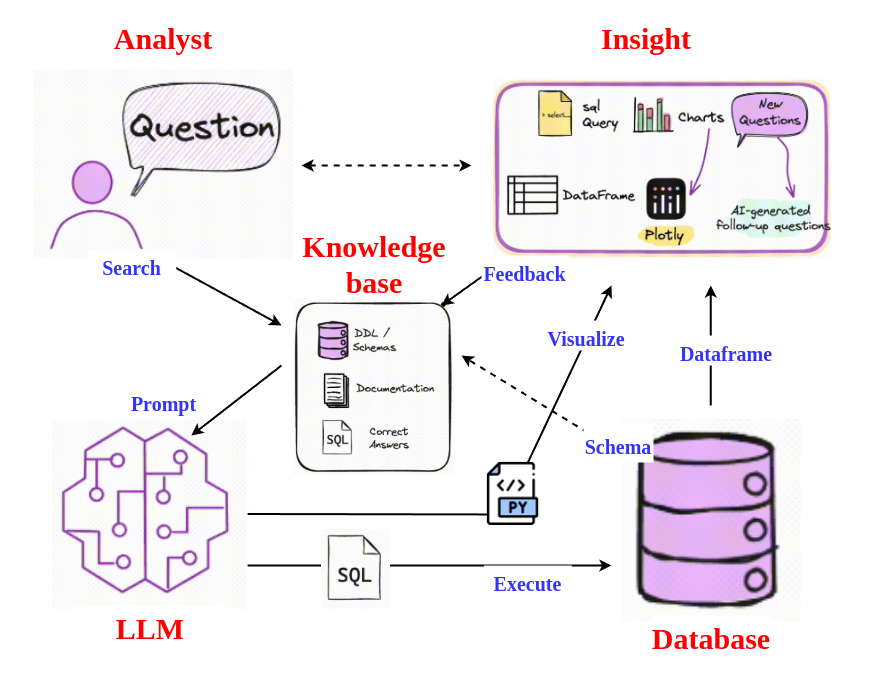 Analyst
Insight
Question
> select...
sql
Query
Charts
New
Questions
DataFrame
Plotly
AI-generated
follow-up questions
Knowledge
base
Search
Feedback
DDL /
Schemas
Documentation
SQL
Correct
Answers
Visualize
Dataframe
Prompt
Schema
</>
PY
SQL
Execute
LLM
Database